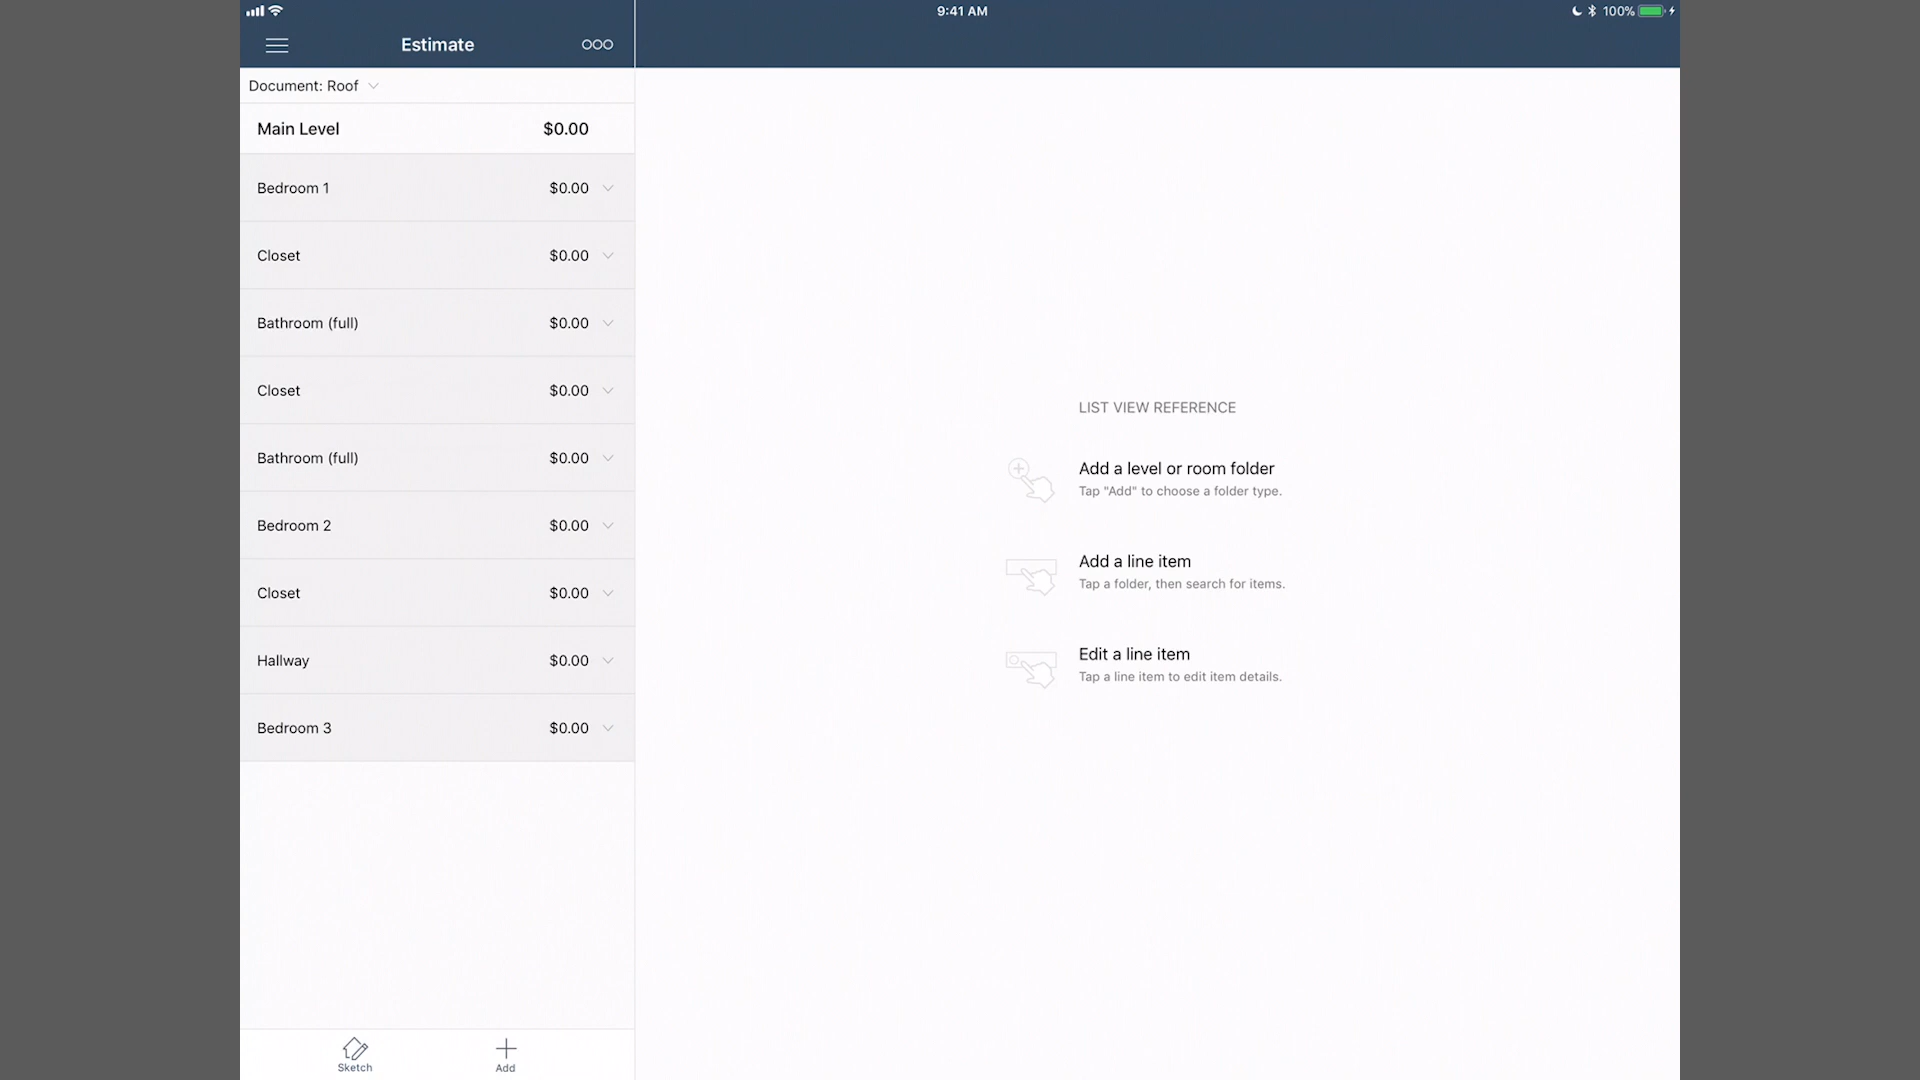 9:41 AM
100%
Estimate
Document: Roof
Main Level $0.00
Bedroom 1 $0.00
Closet $0.00
Bathroom (full) $0.00
Closet $0.00
Bathroom (full) $0.00
Bedroom 2 $0.00
Closet $0.00
Hallway $0.00
Bedroom 3 $0.00
Sketch
Add
LIST VIEW REFERENCE
Add a level or room folder
Tap "Add" to choose a folder type.
Add a line item
Tap a folder, then search for items.
Edit a line item
Tap a line item to edit item details.